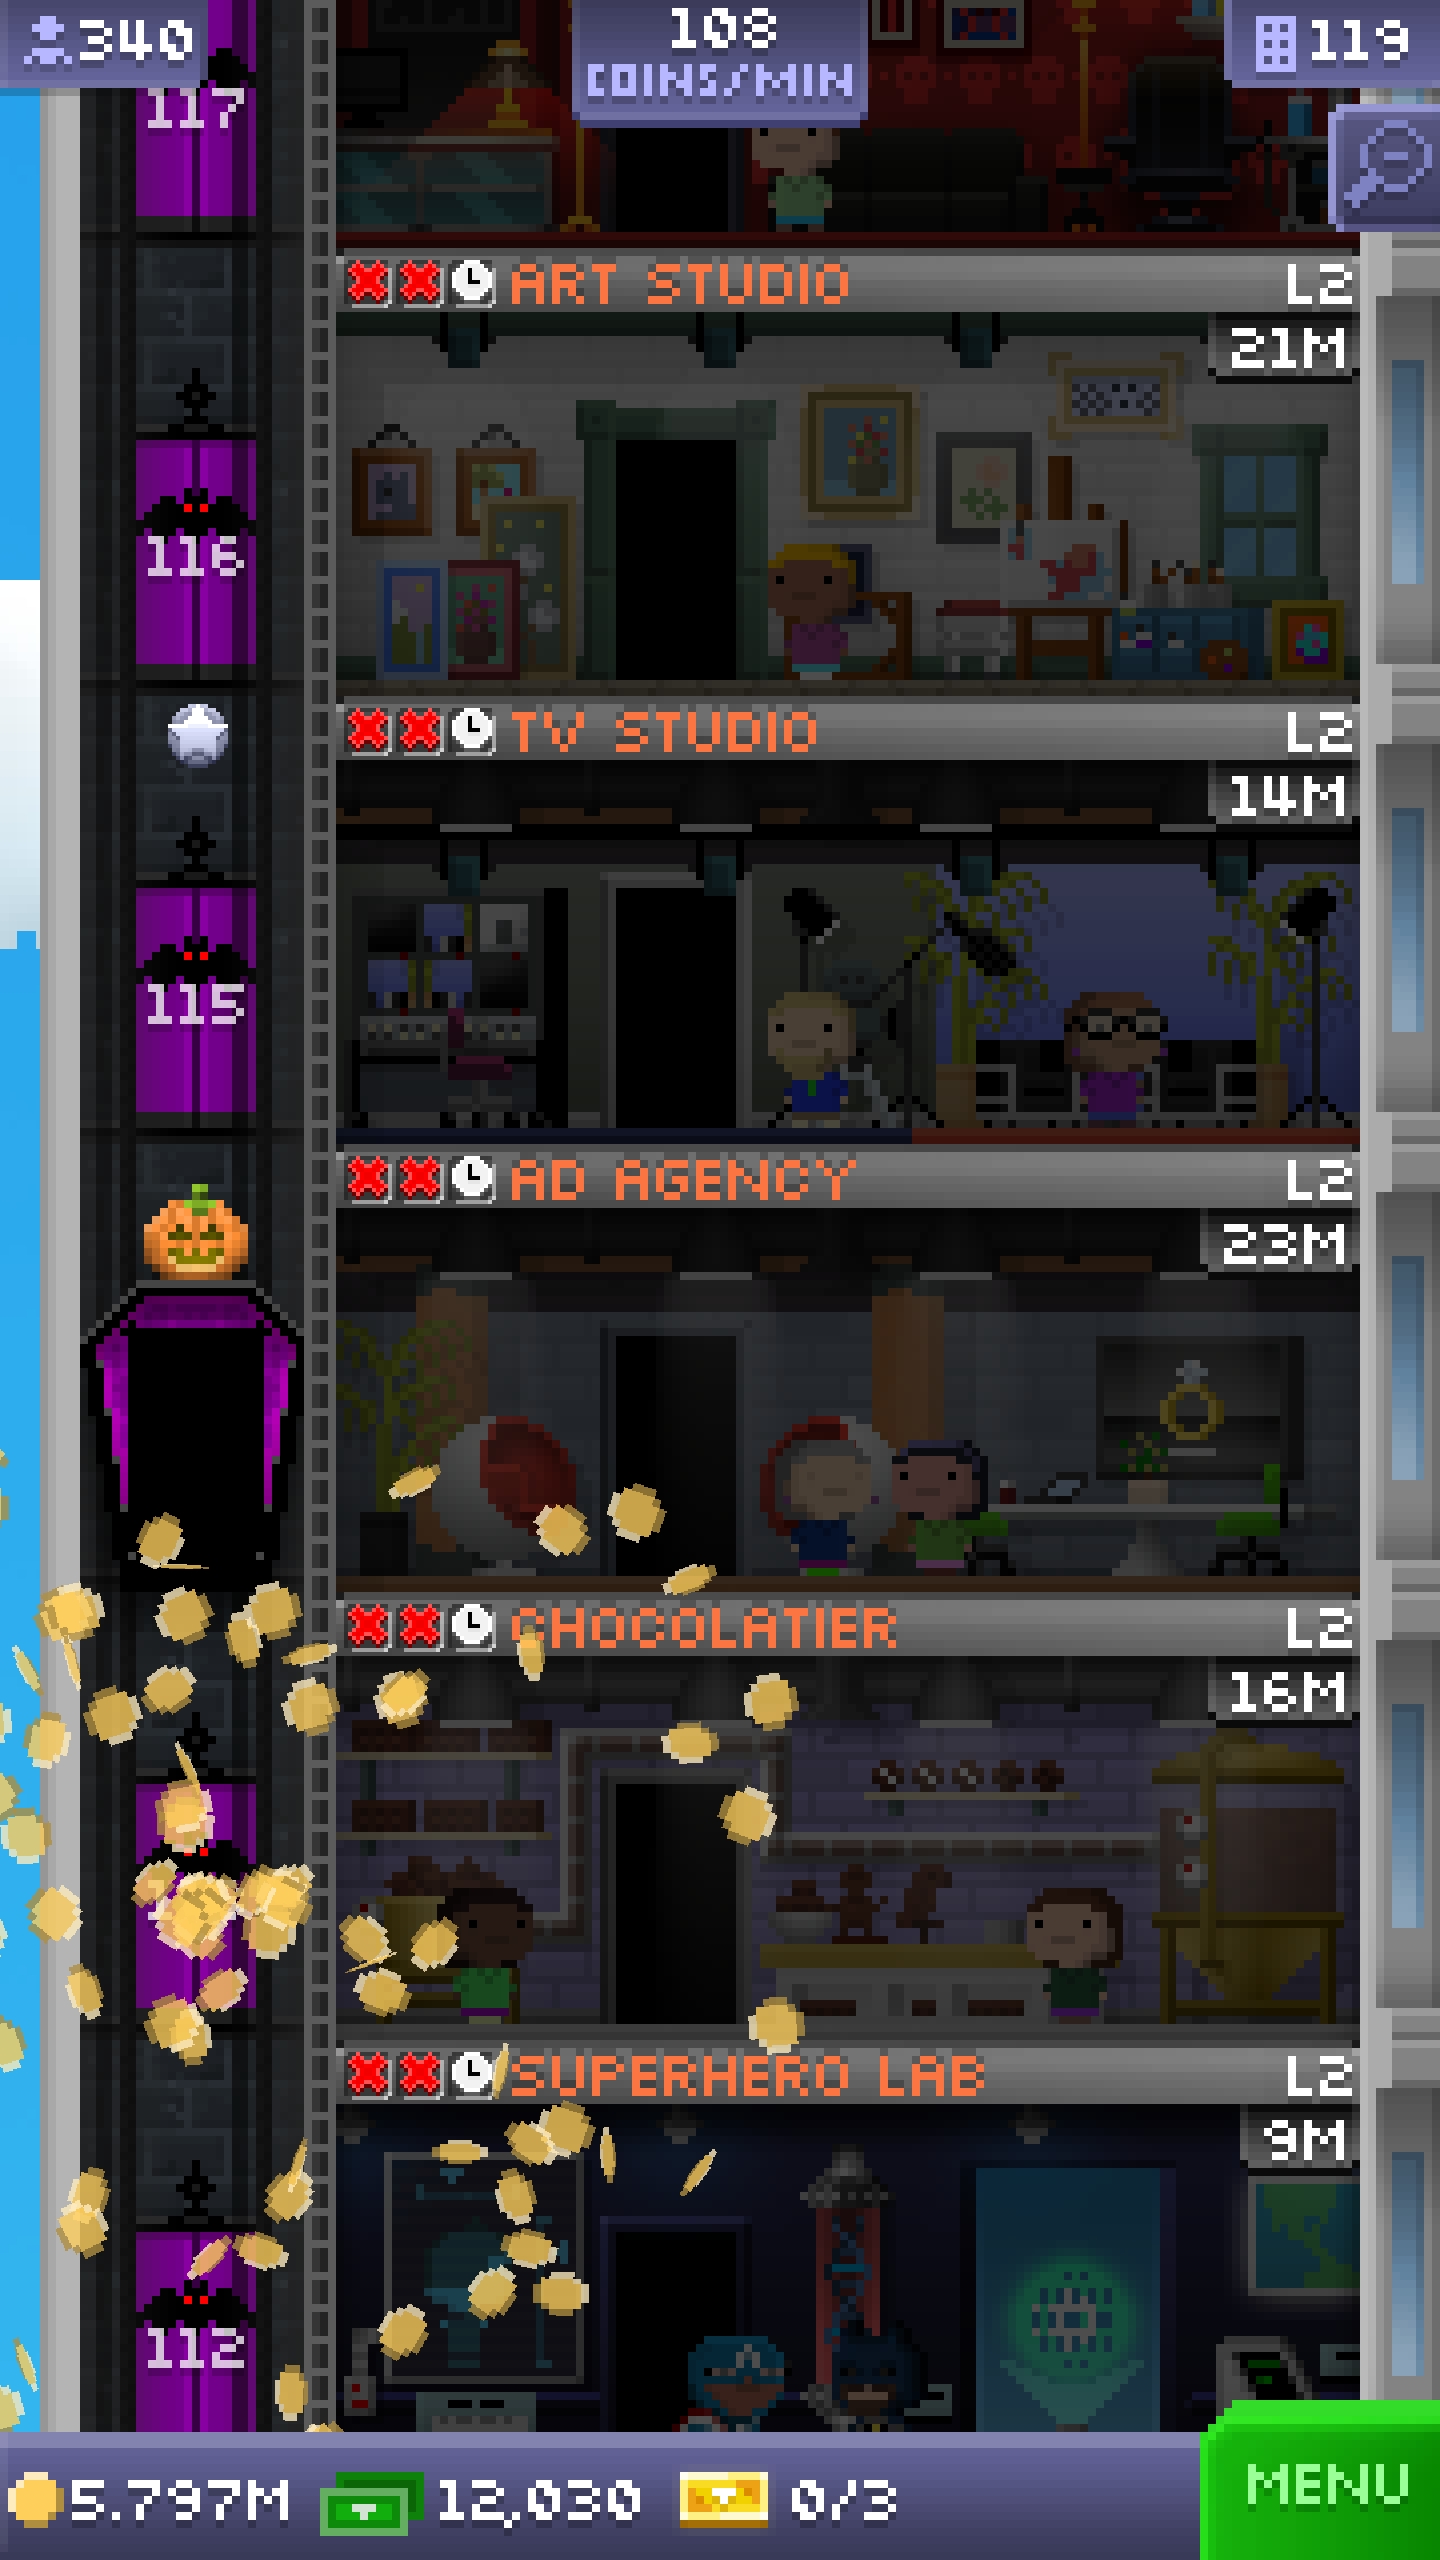 340
108
COINS/MIN
119
117
ART STUDIO L2
21M
116
TV STUDIO L2
14M
115
AD AGENCY L2
23M
CHOCOLATIER L2
16M
SUPERHERO LAB L2
9M
112
5.797M 12,030 0/3
MENU